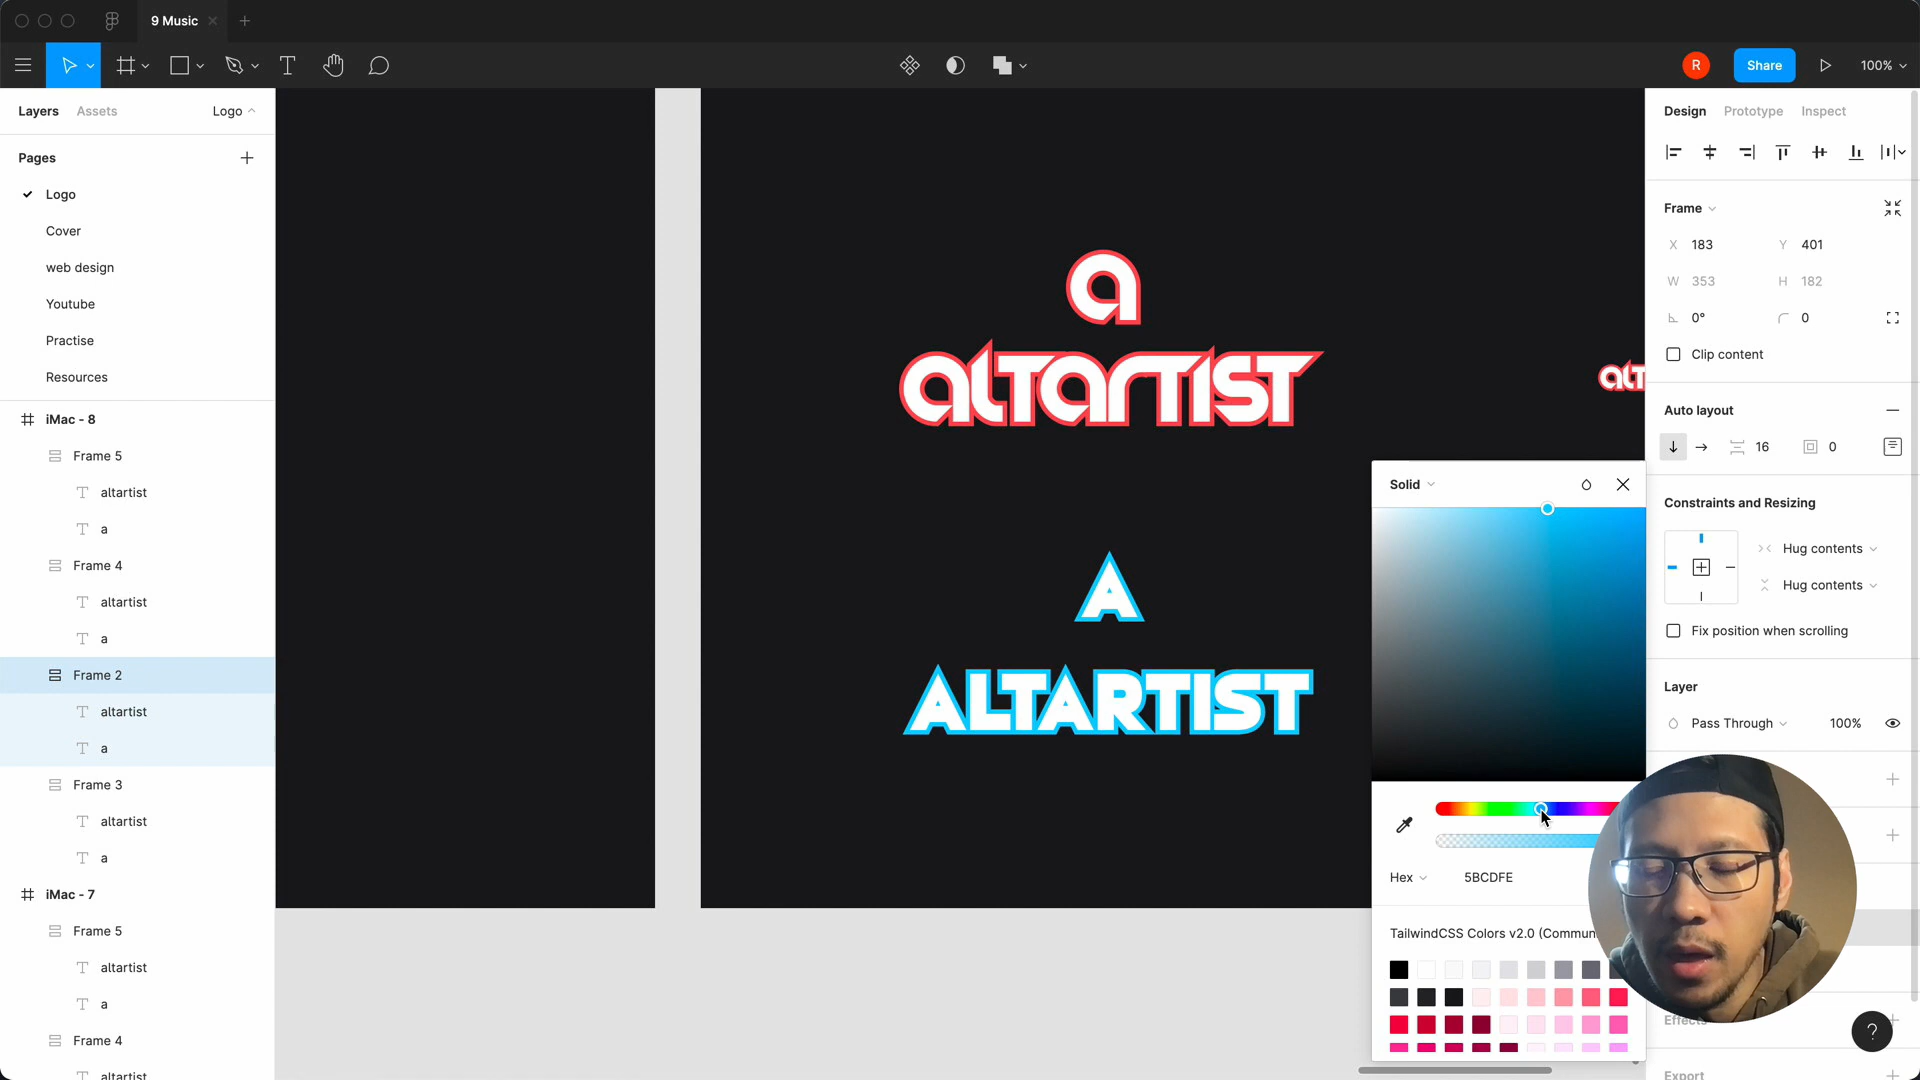 9 Music
R
Share
100%
Layers
Assets
Logo
Design
Prototype
Inspect
Pages
Logo
Cover
web design
Youtube
Practise
Resources
iMac - 8
Frame 5
altartist
a
Frame 4
altartist
a
Frame 2
altartist
a
Frame 3
altartist
a
iMac - 7
Frame 5
altartist
a
Frame 4
altartist
a
altartist
alt
A
ALTARTIST
Solid
Hex
5BCDFE
TailwindCSS Colors v2.0 (Commun
Frame
X 183
Y 401
W 353
H 182
0°
0
Clip content
Auto layout
16
0
Constraints and Resizing
Hug contents
Hug contents
Fix position when scrolling
Layer
Pass Through
100%
Effects
Export
?